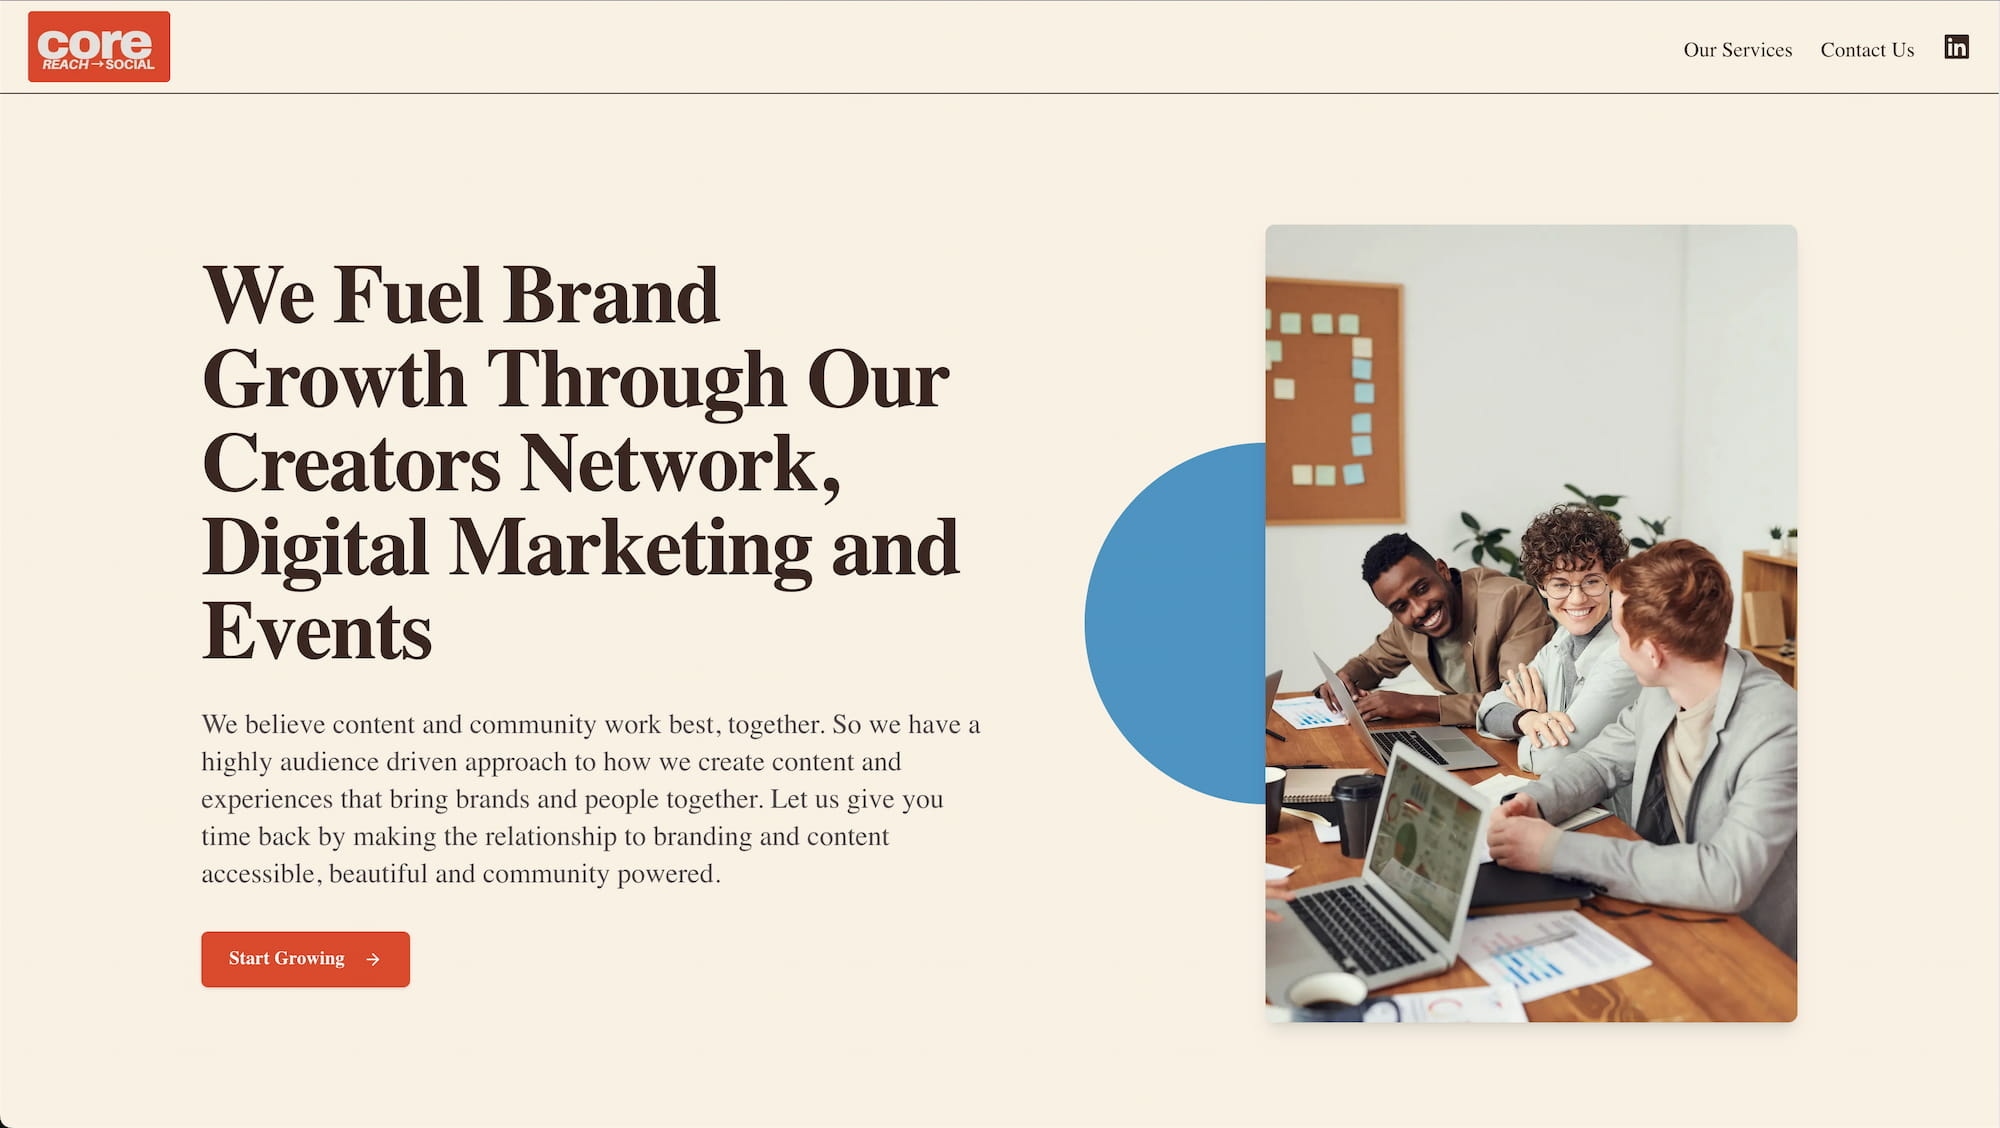 core
REACH→SOCIAL
Our Services
Contact Us
in
We Fuel Brand
Growth Through Our
Creators Network,
Digital Marketing and
Events
We believe content and community work best, together. So we have a
highly audience driven approach to how we create content and
experiences that bring brands and people together. Let us give you
time back by making the relationship to branding and content
accessible, beautiful and community powered.
Start Growing →